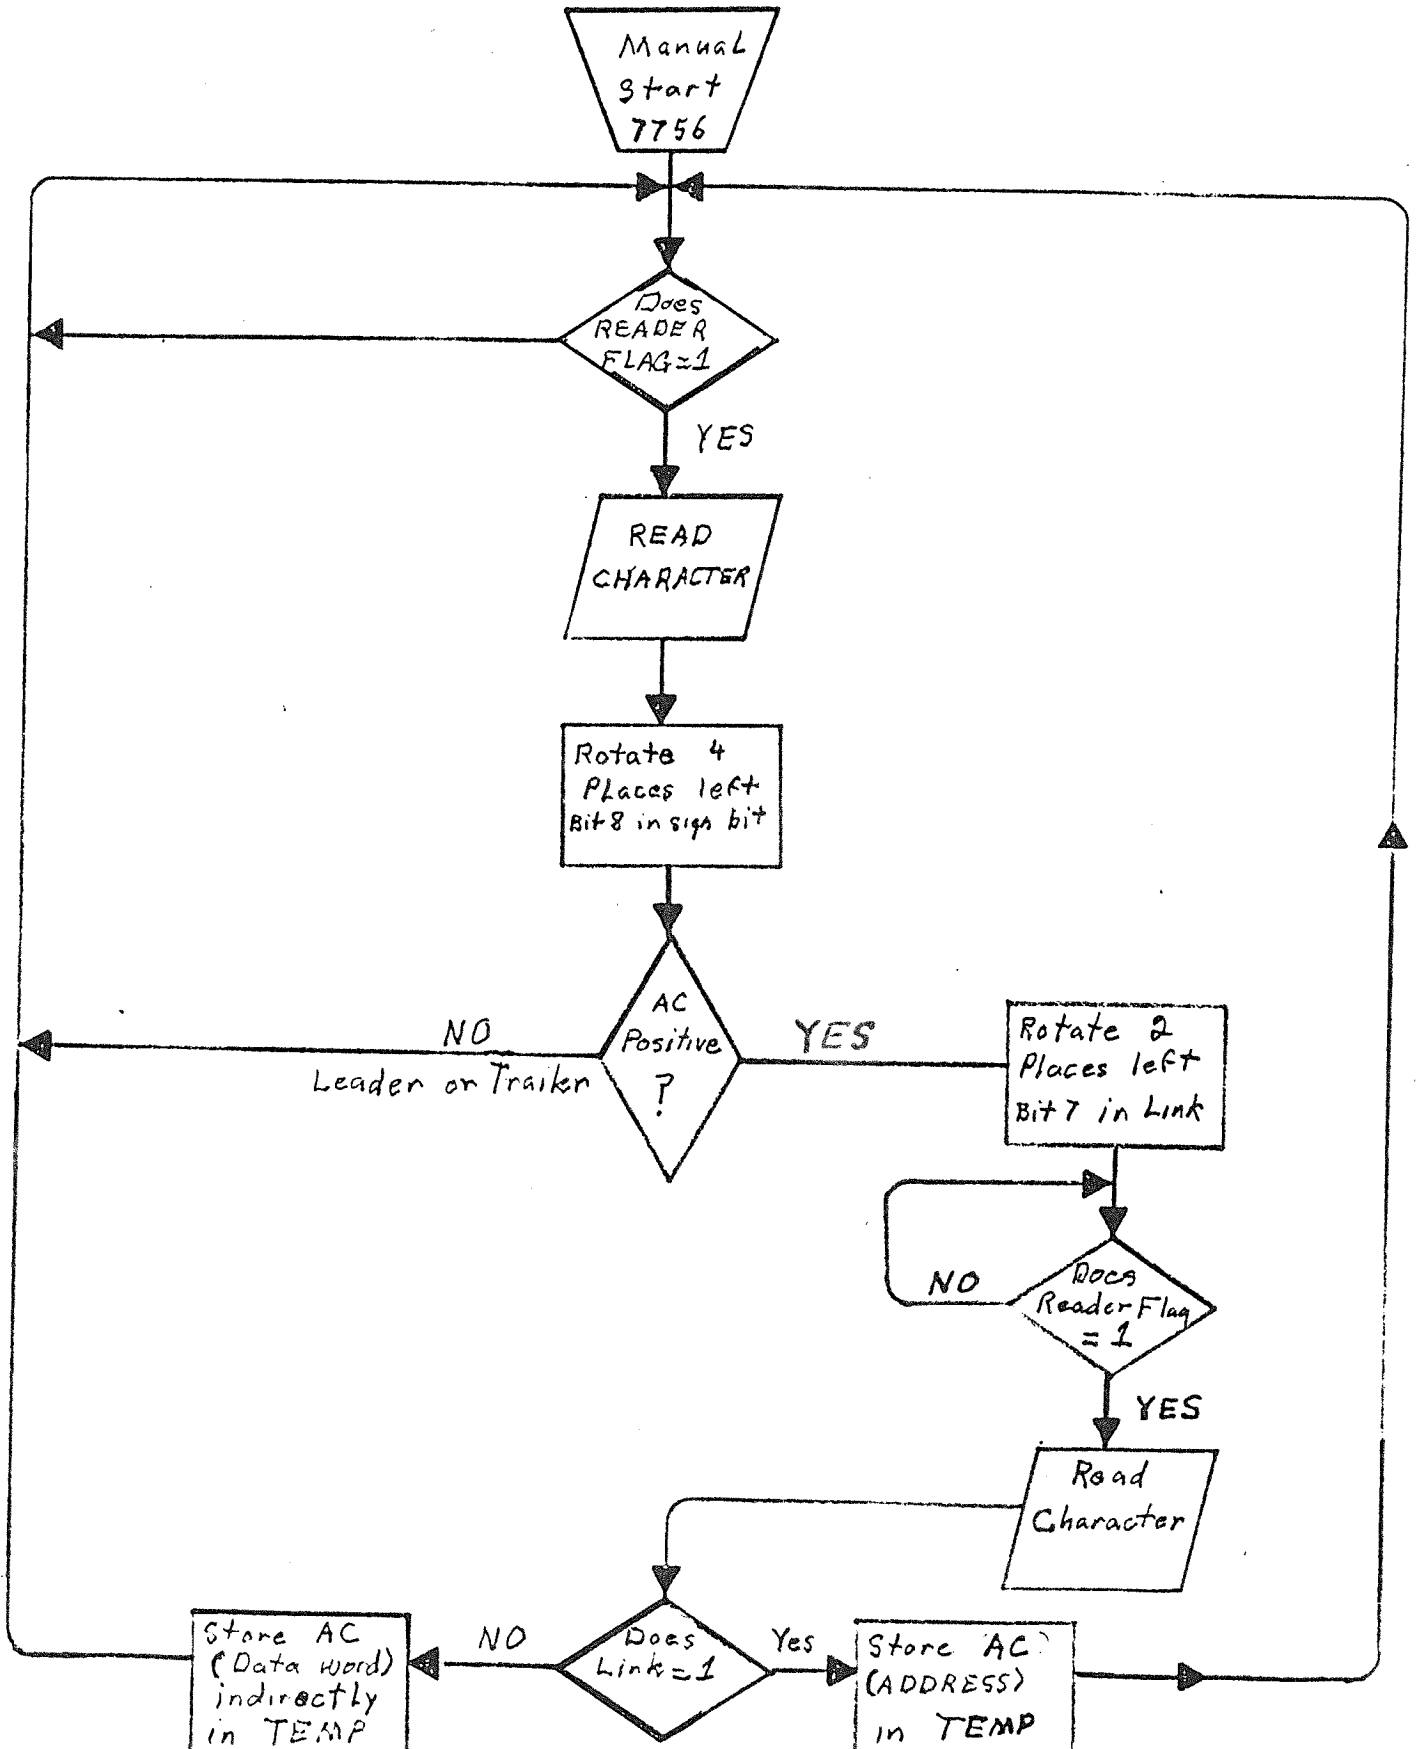 Manual
Start
7756
Does
READER
FLAG=1
YES
READ
CHARACTER
Rotate 4
Places left
Bit 8 in sign bit
AC
Positive
?
NO
Leader or Trailer
YES
Rotate 2
Places left
Bit 7 in Link
Does
Reader Flag
= 1
NO
YES
Read
Character
Does
Link=1
NO
Yes
Store AC
(Data word)
indirectly
in TEMP
Store AC
(ADDRESS)
in TEMP